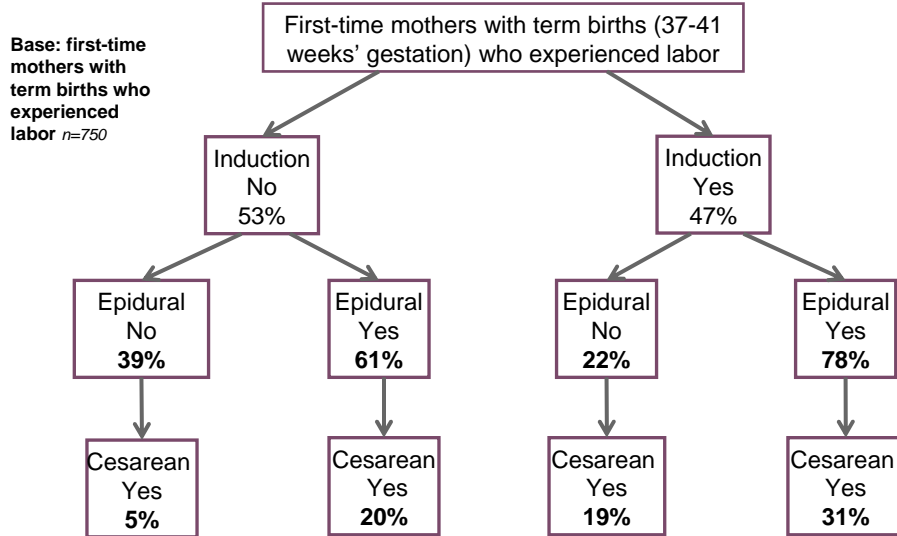 First-time mothers with term births (37-41
weeks’ gestation) who experienced labor
Base: first-time
mothers with
term births who
experienced
labor n=750
Induction
No
53%
Induction
Yes
47%
Epidural
No
39%
Epidural
Yes
61%
Epidural
No
22%
Epidural
Yes
78%
Cesarean
Yes
5%
Cesarean
Yes
20%
Cesarean
Yes
19%
Cesarean
Yes
31%